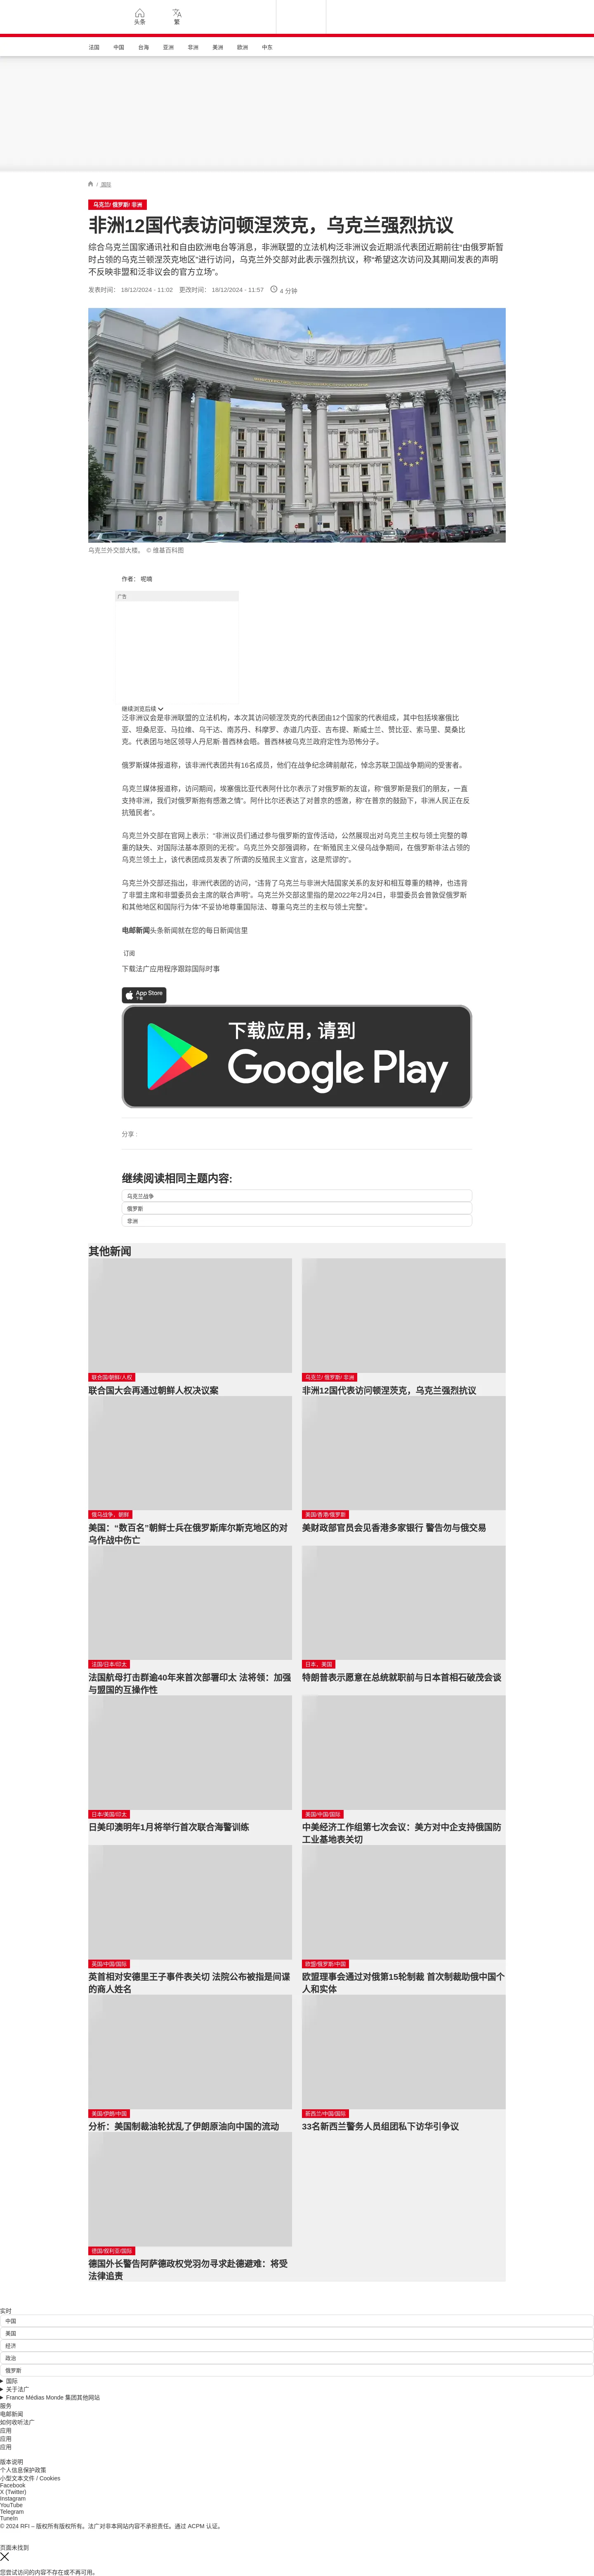 头条
繁
法国 中国 台海 亚洲 非洲 美洲 欧洲 中东
/ 国际
乌克兰/ 俄罗斯/ 非洲
非洲12国代表访问顿涅茨克，乌克兰强烈抗议
综合乌克兰国家通讯社和自由欧洲电台等消息，非洲联盟的立法机构泛非洲议会近期派代表团近期前往“由俄罗斯暂
时占领的乌克兰顿涅茨克地区”进行访问，乌克兰外交部对此表示强烈抗议，称“希望这次访问及其期间发表的声明
不反映非盟和泛非议会的官方立场”。
发表时间： 18/12/2024 - 11:02 更改时间： 18/12/2024 - 11:57 4 分钟
乌克兰外交部大楼。 © 维基百科图
作者： 呢喃
广告
继续浏览后续
泛非洲议会是非洲联盟的立法机构，本次其访问顿涅茨克的代表团由12个国家的代表组成，其中包括埃塞俄比
亚、坦桑尼亚、马拉维、乌干达、南苏丹、科摩罗、赤道几内亚、吉布提、斯威士兰、赞比亚、索马里、莫桑比
克。代表团与地区领导人丹尼斯·普西林会晤。普西林被乌克兰政府定性为恐怖分子。
俄罗斯媒体报道称，该非洲代表团共有16名成员，他们在战争纪念碑前献花，悼念苏联卫国战争期间的受害者。
乌克兰媒体报道称，访问期间，埃塞俄比亚代表阿什比尔表示了对俄罗斯的友谊，称“俄罗斯是我们的朋友，一直
支持非洲，我们对俄罗斯抱有感激之情”。阿什比尔还表达了对普京的感激，称“在普京的鼓励下，非洲人民正在反
抗殖民者”。
乌克兰外交部在官网上表示：“非洲议员们通过参与俄罗斯的宣传活动，公然展现出对乌克兰主权与领土完整的尊
重的缺失、对国际法基本原则的无视”。乌克兰外交部强调称，在“新殖民主义侵乌战争期间，在俄罗斯非法占领的
乌克兰领土上，该代表团成员发表了所谓的反殖民主义宣言，这是荒谬的”。
乌克兰外交部还指出，非洲代表团的访问，“违背了乌克兰与非洲大陆国家关系的友好和相互尊重的精神，也违背
了非盟主席和非盟委员会主席的联合声明”。乌克兰外交部这里指的是2022年2月24日，非盟委员会曾敦促俄罗斯
和其他地区和国际行为体“不妥协地尊重国际法、尊重乌克兰的主权与领土完整”。
电邮新闻头条新闻就在您的每日新闻信里
订阅
下载法广应用程序跟踪国际时事
App Store
下载
下载应用，请到
Google Play
分享 :
继续阅读相同主题内容:
乌克兰战争
俄罗斯
非洲
其他新闻
联合国/朝鲜/人权
联合国大会再通过朝鲜人权决议案
乌克兰/ 俄罗斯/ 非洲
非洲12国代表访问顿涅茨克，乌克兰强烈抗议
俄乌战争、朝鲜
美国：“数百名”朝鲜士兵在俄罗斯库尔斯克地区的对
乌作战中伤亡
美国/香港/俄罗斯
美财政部官员会见香港多家银行 警告勿与俄交易
法国/日本/印太
法国航母打击群逾40年来首次部署印太 法将领：加强
与盟国的互操作性
日本、美国
特朗普表示愿意在总统就职前与日本首相石破茂会谈
日本/美国/印太
日美印澳明年1月将举行首次联合海警训练
美国/中国/国际
中美经济工作组第七次会议：美方对中企支持俄国防
工业基地表关切
英国/中国/国际
英首相对安德里王子事件表关切 法院公布被指是间谍
的商人姓名
欧盟/俄罗斯/中国
欧盟理事会通过对俄第15轮制裁 首次制裁助俄中国个
人和实体
美国/伊朗/中国
分析：美国制裁油轮扰乱了伊朗原油向中国的流动
新西兰/中国/国际
33名新西兰警务人员组团私下访华引争议
德国/叙利亚/国际
德国外长警告阿萨德政权党羽勿寻求赴德避难：将受
法律追责
实时
中国
美国
经济
政治
俄罗斯
国际
关于法广
France Médias Monde 集团其他网站
服务
电邮新闻
如何收听法广
应用
应用
应用
版本说明
个人信息保护政策
小型文本文件 / Cookies
Facebook
X (Twitter)
Instagram
YouTube
Telegram
TuneIn
© 2024 RFI – 版权所有版权所有。法广对非本网站内容不承担责任。通过 ACPM 认证。
页面未找到
您尝试访问的内容不存在或不再可用。